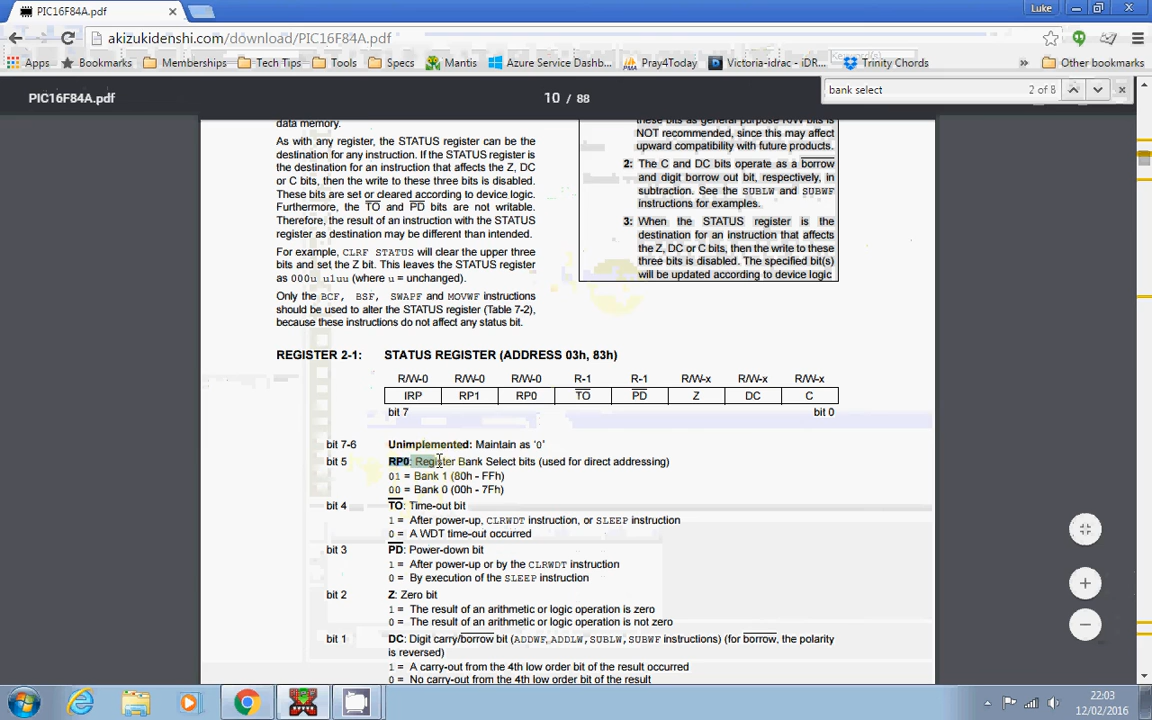 PIC16F84A.pdf
Luke
akizukidenshi.com/download/PIC16F84A.pdf
Apps
Bookmarks
Memberships
Tech Tips
Tools
Specs
Mantis
Azure Service Dashb...
Pray4Today
Victoria-idrac - iDR...
Trinity Chords
»
Other bookmarks
PIC16F84A.pdf
10 / 88
bank select
2 of 8
data memory.
As with any register, the STATUS register can be the
destination for any instruction. If the STATUS register is
the destination for an instruction that affects the Z, DC
or C bits, then the write to these three bits is disabled.
These bits are set or cleared according to device logic.
Furthermore, the TO and PD bits are not writable.
Therefore, the result of an instruction with the STATUS
register as destination may be different than intended.
For example, CLRF STATUS will clear the upper three
bits and set the Z bit. This leaves the STATUS register
as 000u u1uu (where u = unchanged).
Only the BCF, BSF, SWAPF and MOVWF instructions
should be used to alter the STATUS register (Table 7-2),
because these instructions do not affect any status bit.
these bits as general purpose R/W bits is
NOT recommended, since this may affect
upward compatibility with future products.
2: The C and DC bits operate as a borrow
and digit borrow out bit, respectively, in
subtraction. See the SUBLW and SUBWF
instructions for examples.
3: When the STATUS register is the
destination for an instruction that affects
the Z, DC or C bits, then the write to these
three bits is disabled. The specified bit(s)
will be updated according to device logic
REGISTER 2-1: STATUS REGISTER (ADDRESS 03h, 83h)
R/W-0 R/W-0 R/W-0 R-1 R-1 R/W-x R/W-x R/W-x
IRP RP1 RP0 TO PD Z DC C
bit 7 bit 0
bit 7-6 Unimplemented: Maintain as '0'
bit 5 RP0: Register Bank Select bits (used for direct addressing)
01 = Bank 1 (80h - FFh)
00 = Bank 0 (00h - 7Fh)
bit 4 TO: Time-out bit
1 = After power-up, CLRWDT instruction, or SLEEP instruction
0 = A WDT time-out occurred
bit 3 PD: Power-down bit
1 = After power-up or by the CLRWDT instruction
0 = By execution of the SLEEP instruction
bit 2 Z: Zero bit
1 = The result of an arithmetic or logic operation is zero
0 = The result of an arithmetic or logic operation is not zero
bit 1 DC: Digit carry/borrow bit (ADDWF, ADDLW, SUBLW, SUBWF instructions) (for borrow, the polarity
is reversed)
1 = A carry-out from the 4th low order bit of the result occurred
0 = No carry-out from the 4th low order bit of the result
22:03
12/02/2016